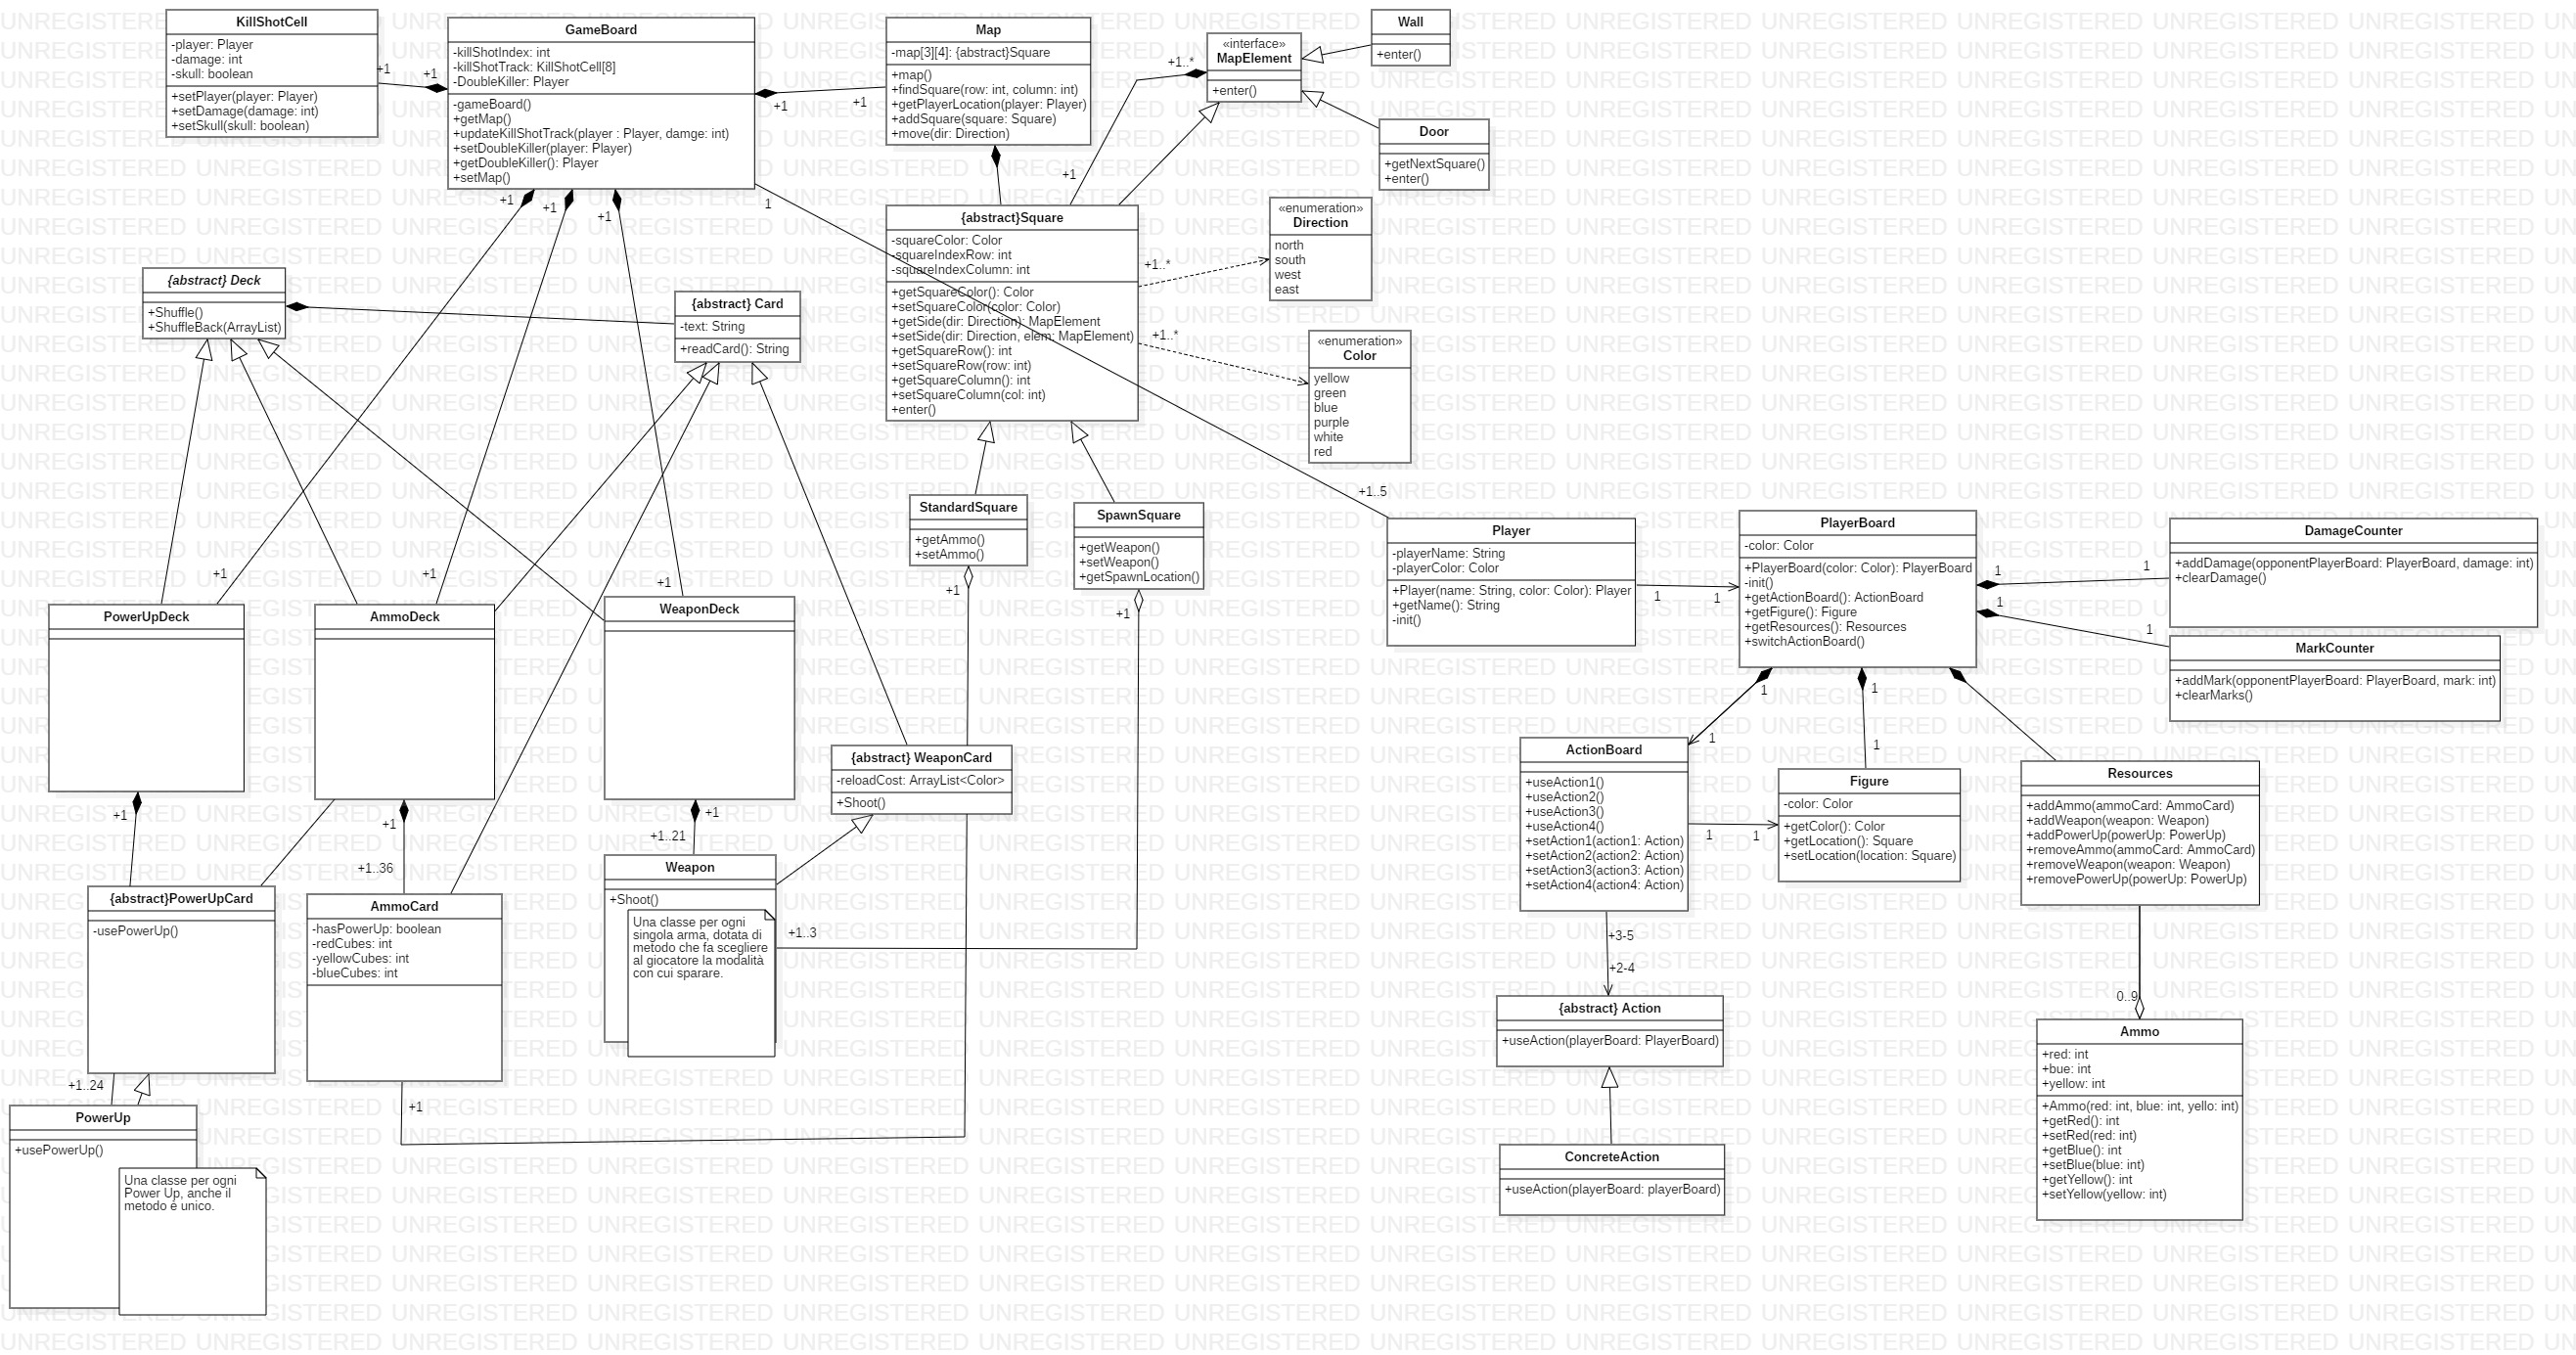 KillShotCell
-player: Player
-damage: int
-skull: boolean
+setPlayer(player: Player)
+setDamage(damage: int)
+setSkull(skull: boolean)
+1
+1
GameBoard
-killShotIndex: int
-killShotTrack: KillShotCell[8]
-DoubleKiller: Player
-gameBoard()
+getMap()
+updateKillShotTrack(player : Player, damge: int)
+setDoubleKiller(player: Player)
+getDoubleKiller(): Player
+setMap()
+1
+1
Map
-map[3][4]: {abstract}Square
+map()
+findSquare(row: int, column: int)
+getPlayerLocation(player: Player)
+addSquare(square: Square)
+move(dir: Direction)
+1..*
+1
«interface»
MapElement
+enter()
Wall
+enter()
Door
+getNextSquare()
+enter()
+1
+1
+1
1
{abstract}Square
-squareColor: Color
-squareIndexRow: int
-squareIndexColumn: int
+getSquareColor(): Color
+setSquareColor(color: Color)
+getSide(dir: Direction): MapElement
+setSide(dir: Direction, elem: MapElement)
+getSquareRow(): int
+setSquareRow(row: int)
+getSquareColumn(): int
+setSquareColumn(col: int)
+enter()
+1..*
+1..*
«enumeration»
Direction
north
south
west
east
«enumeration»
Color
yellow
green
blue
purple
white
red
{abstract} Deck
+Shuffle()
+ShuffleBack(ArrayList)
{abstract} Card
-text: String
+readCard(): String
StandardSquare
+getAmmo()
+setAmmo()
+1
SpawnSquare
+getWeapon()
+setWeapon()
+getSpawnLocation()
+1
+1..5
Player
-playerName: String
-playerColor: Color
+Player(name: String, color: Color): Player
+getName(): String
-init()
1
1
PlayerBoard
-color: Color
+PlayerBoard(color: Color): PlayerBoard
-init()
+getActionBoard(): ActionBoard
+getFigure(): Figure
+getResources(): Resources
+switchActionBoard()
1
1
1
1
DamageCounter
+addDamage(opponentPlayerBoard: PlayerBoard, damage: int)
+clearDamage()
MarkCounter
+addMark(opponentPlayerBoard: PlayerBoard, mark: int)
+clearMarks()
+1
+1
+1
PowerUpDeck
AmmoDeck
WeaponDeck
+1
+1
+1
+1..36
+1..21
{abstract} WeaponCard
-reloadCost: ArrayList<Color>
+Shoot()
Weapon
+Shoot()
Una classe per ogni
singola arma, dotata di
metodo che fa scegliere
al giocatore la modalità
con cui sparare.
+1..3
{abstract}PowerUpCard
-usePowerUp()
AmmoCard
-hasPowerUp: boolean
-redCubes: int
-yellowCubes: int
-blueCubes: int
+1
+1..24
PowerUp
+usePowerUp()
Una classe per ogni
Power Up, anche il
metodo è unico.
1
1
1
1
ActionBoard
+useAction1()
+useAction2()
+useAction3()
+useAction4()
+setAction1(action1: Action)
+setAction2(action2: Action)
+setAction3(action3: Action)
+setAction4(action4: Action)
1
1
Figure
-color: Color
+getColor(): Color
+getLocation(): Square
+setLocation(location: Square)
Resources
+addAmmo(ammoCard: AmmoCard)
+addWeapon(weapon: Weapon)
+addPowerUp(powerUp: PowerUp)
+removeAmmo(ammoCard: AmmoCard)
+removeWeapon(weapon: Weapon)
+removePowerUp(powerUp: PowerUp)
+3-5
+2-4
{abstract} Action
+useAction(playerBoard: PlayerBoard)
ConcreteAction
+useAction(playerBoard: playerBoard)
0..9
Ammo
+red: int
+bue: int
+yellow: int
+Ammo(red: int, blue: int, yello: int)
+getRed(): int
+setRed(red: int)
+getBlue(): int
+setBlue(blue: int)
+getYellow(): int
+setYellow(yellow: int)
UNREGISTERED